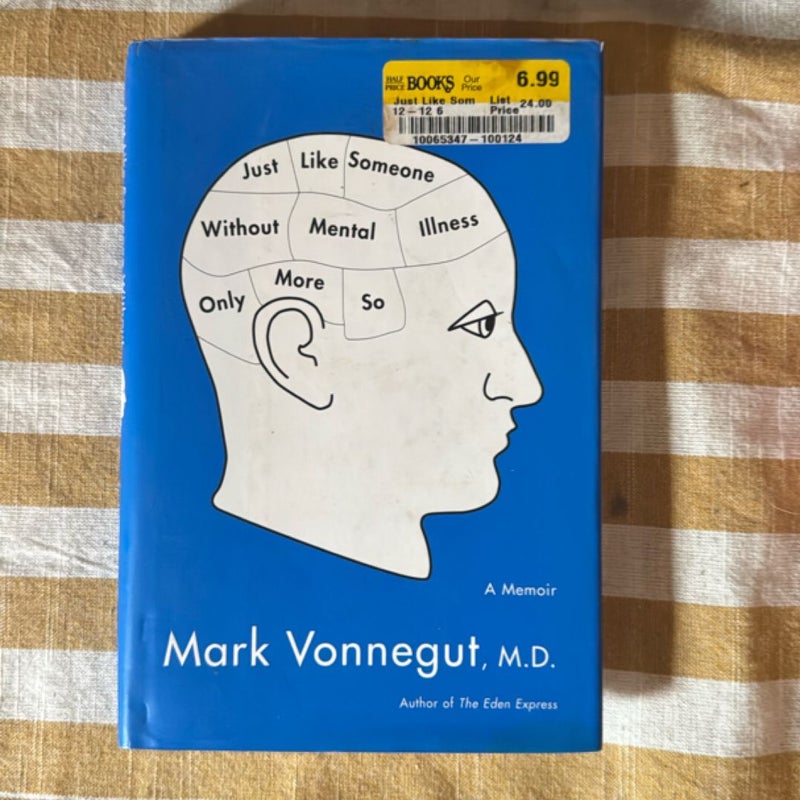 HALF PRICE BOOKS Our Price 6.99
Just Like Som List Price 24.00
12-12 6
10065347-100124
Just Like Someone
Without Mental Illness
Only More So
A Memoir
Mark Vonnegut, M.D.
Author of The Eden Express